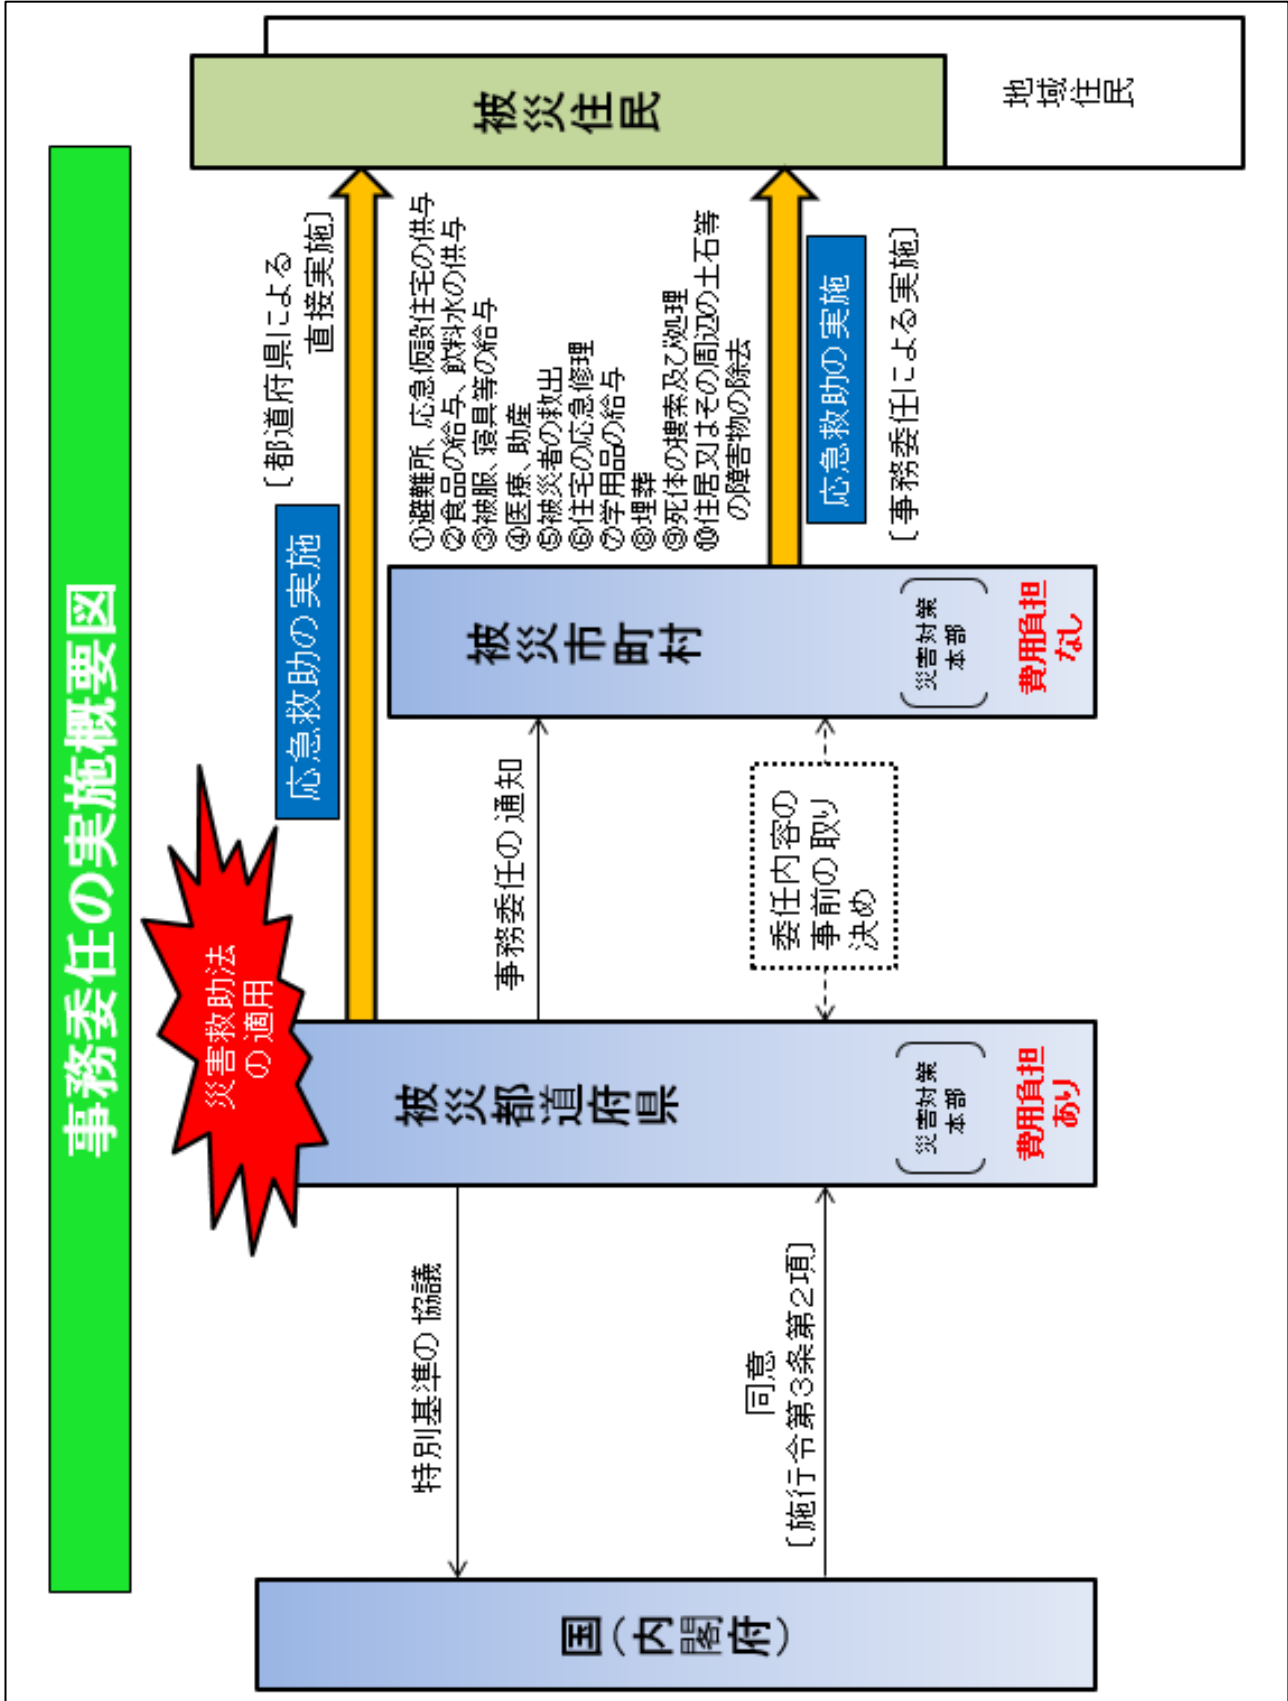 事務委任の実施概要図
災害救助法
の適用
国(内閣府)
特別基準の協議
同意
〔施行令第3条第2項〕
被災都道府県
災害対策
本部
費用負担
あり
事務委任の通知
委任内容の
事前の取り
決め
被災市町村
災害対策
本部
費用負担
なし
応急救助の実施
〔都道府県による
直接実施〕
①避難所、応急仮設住宅の供与
②食品の給与、飲料水の供与
③被服、寝具等の給与
④医療、助産
⑤被災者の救出
⑥住宅の応急修理
⑦学用品の給与
⑧埋葬
⑨死体の捜索及び処理
⑩住居又はその周辺の土石等
の障害物の除去
応急救助の実施
〔事務委任による実施〕
被災住民
地域住民